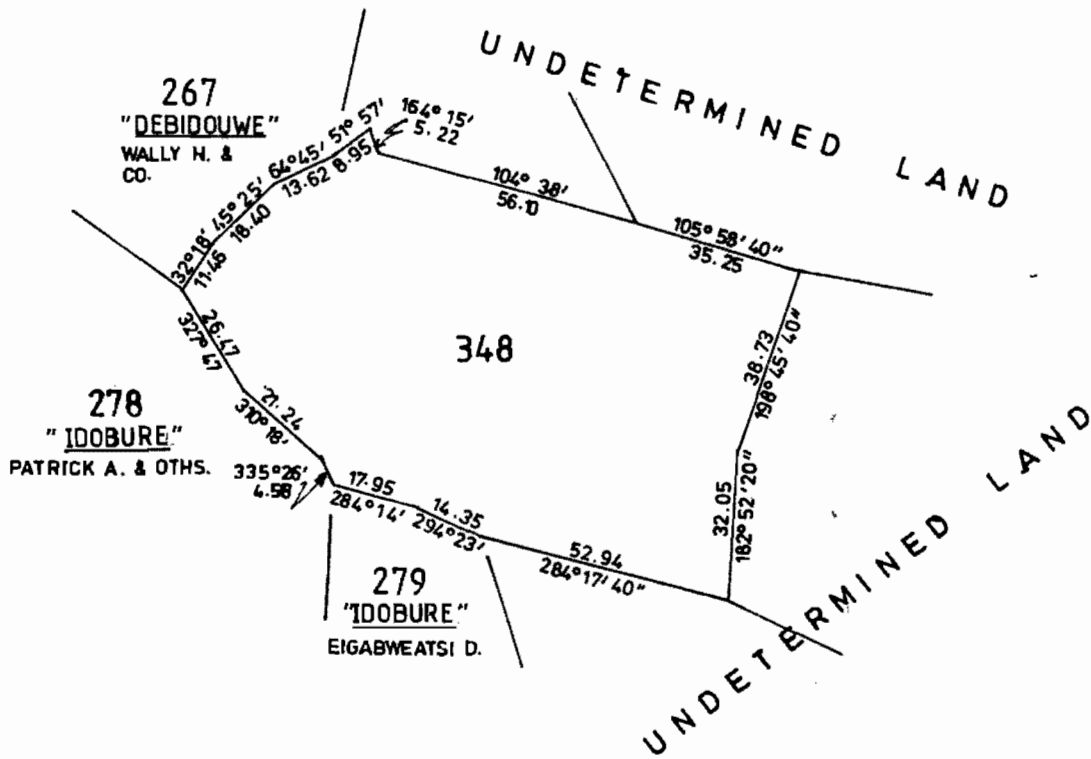 UNDETERMINED LAND
267
"DEBIDOUWE"
WALLY H. &
CO.
164° 15'
5.22
51° 57'
8.95
64°45'
13.62
45° 25'
18.40
32°18'
11.46
104° 38'
56.10
105° 58' 40"
35.25
26.47
327° 47
348
38.73
198° 45' 40"
278
"IDOBURE"
PATRICK A. & OTHS.
21.24
310°18'
335°26'
4.58
17.95
284°14'
14.35
294°23'
52.94
284°17'40"
32.05
182° 52'20"
279
"IDOBURE"
EIGABWEATSI D.
UNDETERMINED LAND